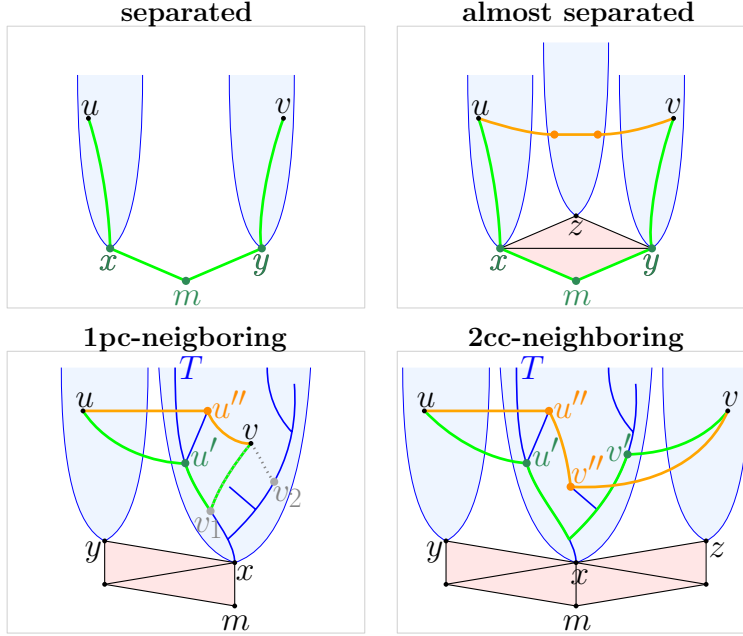 separated
u
v
x
y
m
almost separated
u
v
z
x
y
m
1pc-neigboring
T
u
u''
v
u'
v2
v1
y
x
m
2cc-neighboring
T
u
u''
v
u'
v'
v''
y
x
z
m